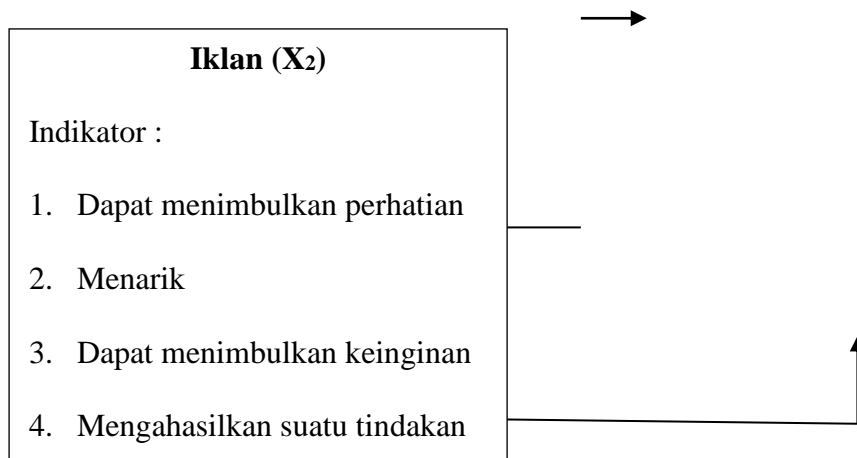 Iklan (X₂)
Indikator :
1. Dapat menimbulkan perhatian
2. Menarik
3. Dapat menimbulkan keinginan
4. Mengahasilkan suatu tindakan